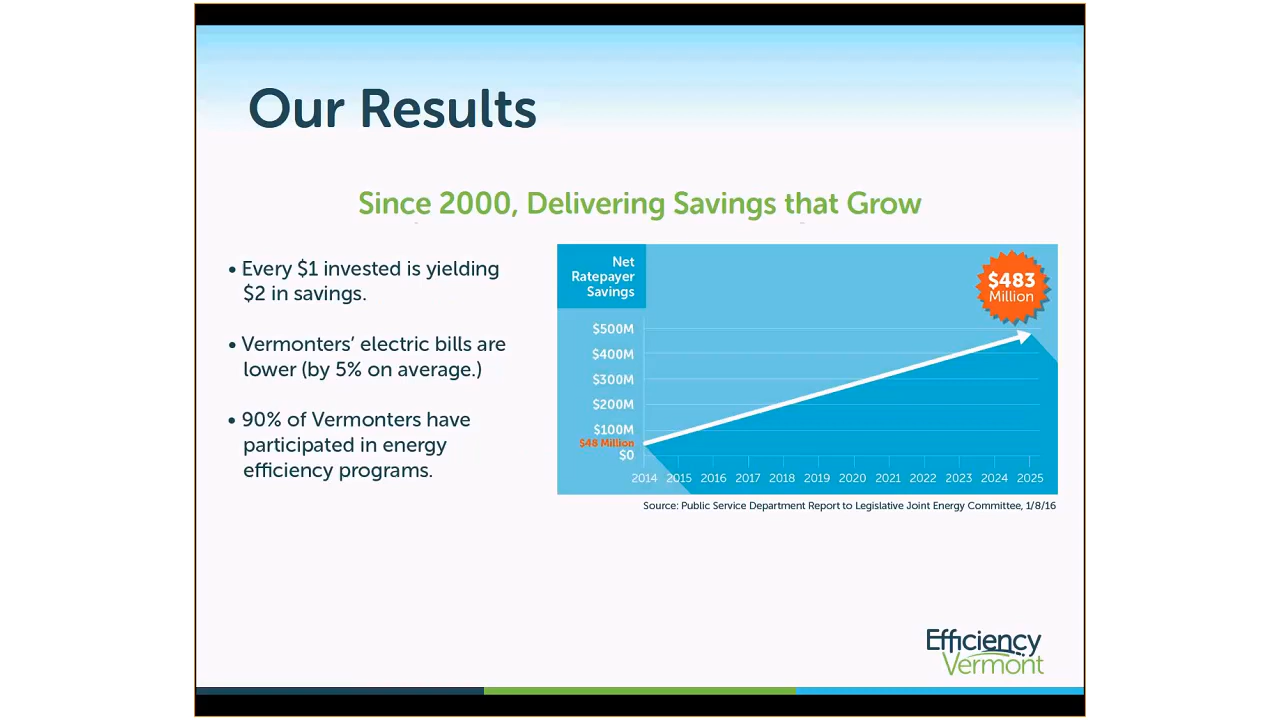 Our Results
Since 2000, Delivering Savings that Grow
• Every $1 invested is yielding
$2 in savings.
• Vermonters' electric bills are
lower (by 5% on average.)
• 90% of Vermonters have
participated in energy
efficiency programs.
Net
Ratepayer
Savings
$483
Million
$500M
$400M
$300M
$200M
$100M
$48 Million
$0
2014 2015 2016 2017 2018 2019 2020 2021 2022 2023 2024 2025
Source: Public Service Department Report to Legislative Joint Energy Committee, 1/8/16
Efficiency
Vermont